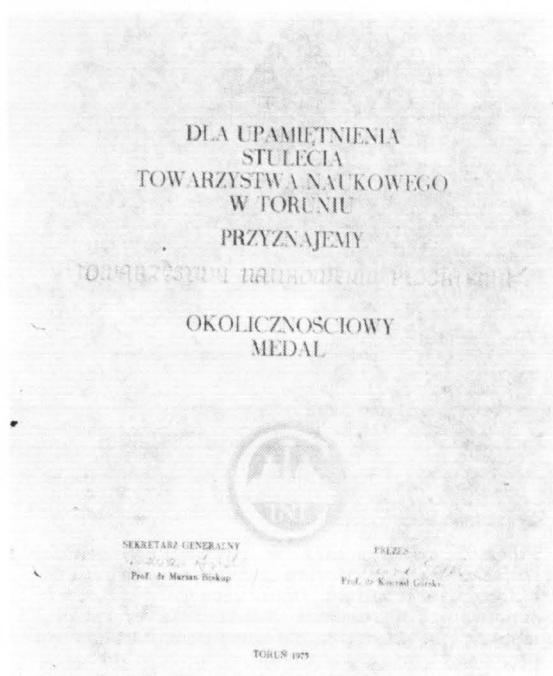 DLA UPAMIĘTNIENIA
STULECIA
TOWARZYSTWA NAUKOWEGO
W TORUNIU
PRZYZNAJEMY
OKOLICZNOŚCIOWY
MEDAL
TNT
SEKRETARZ GENERALNY
PREZES
Prof. dr Marian Biskup
Prof. dr Konrad Górski
TORUŃ 1975